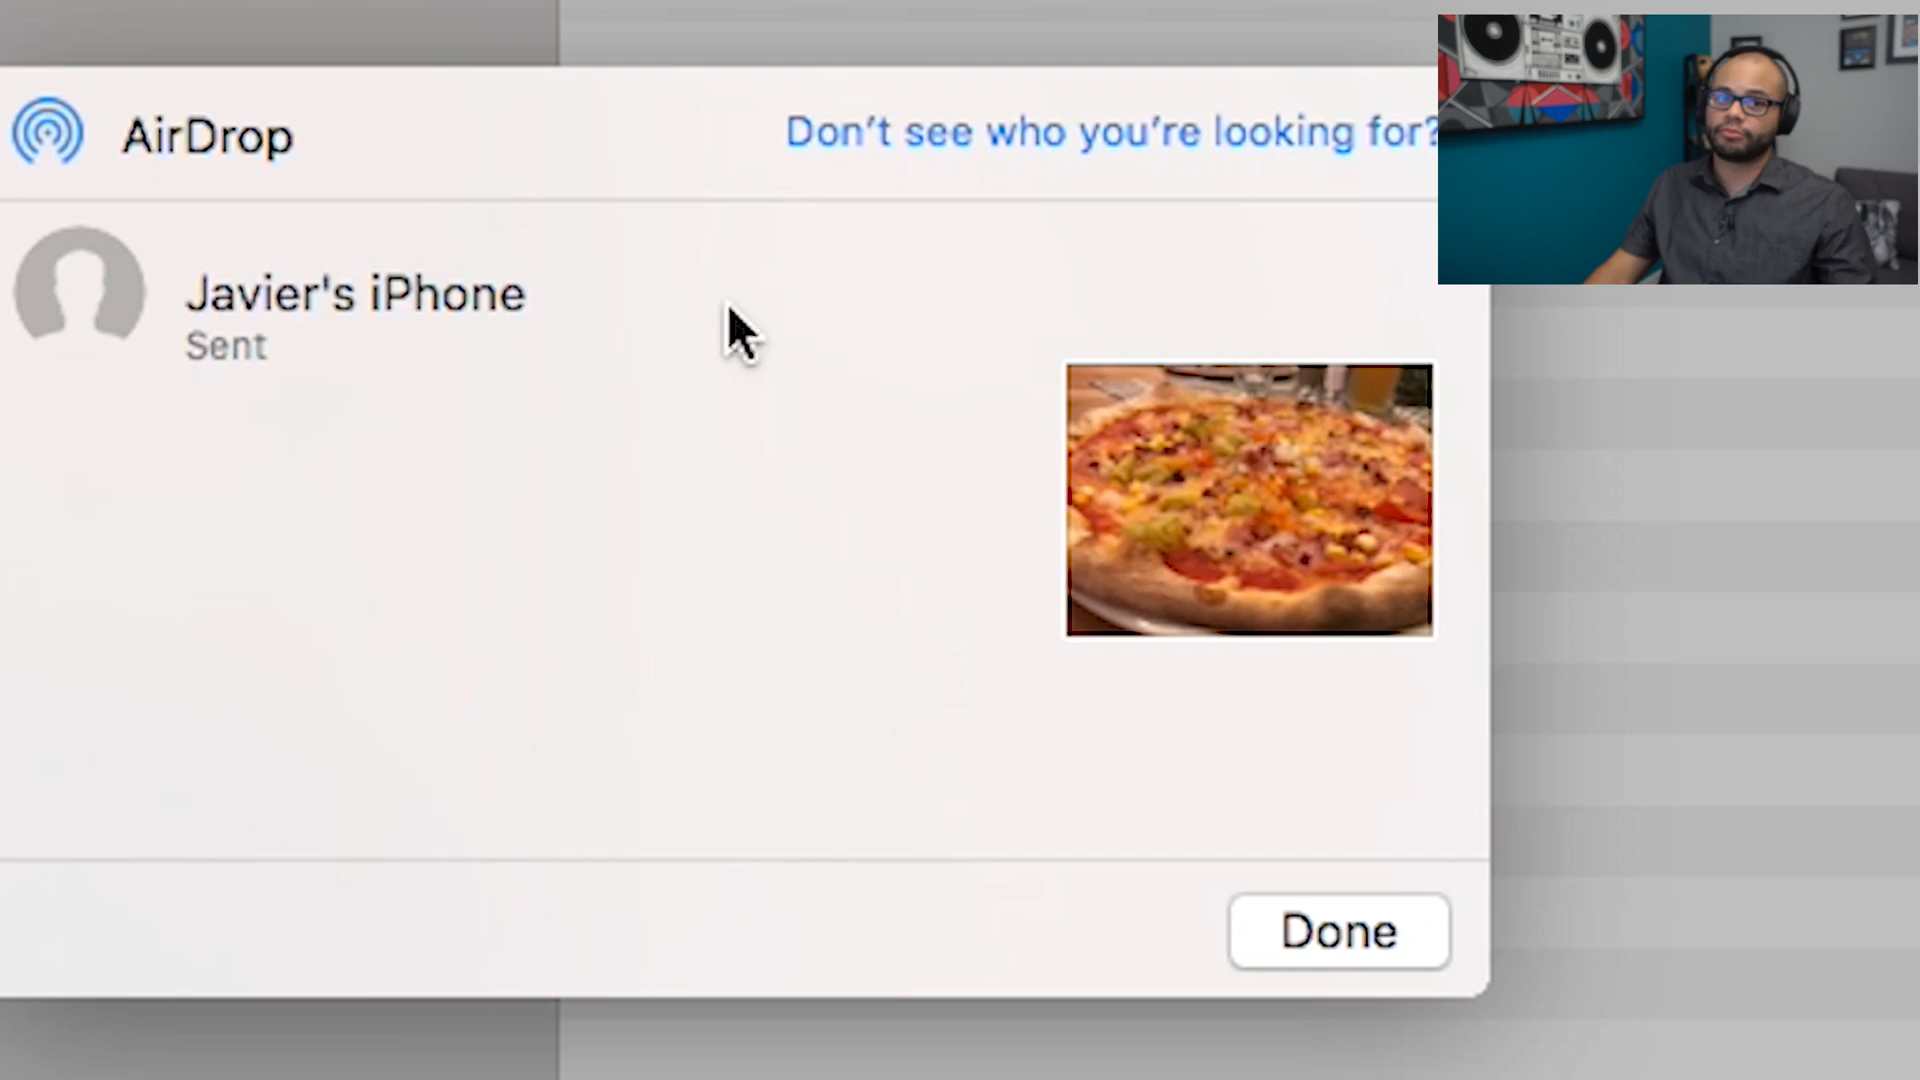 AirDrop
Don’t see who you’re looking for?
Javier's iPhone
Sent
Done